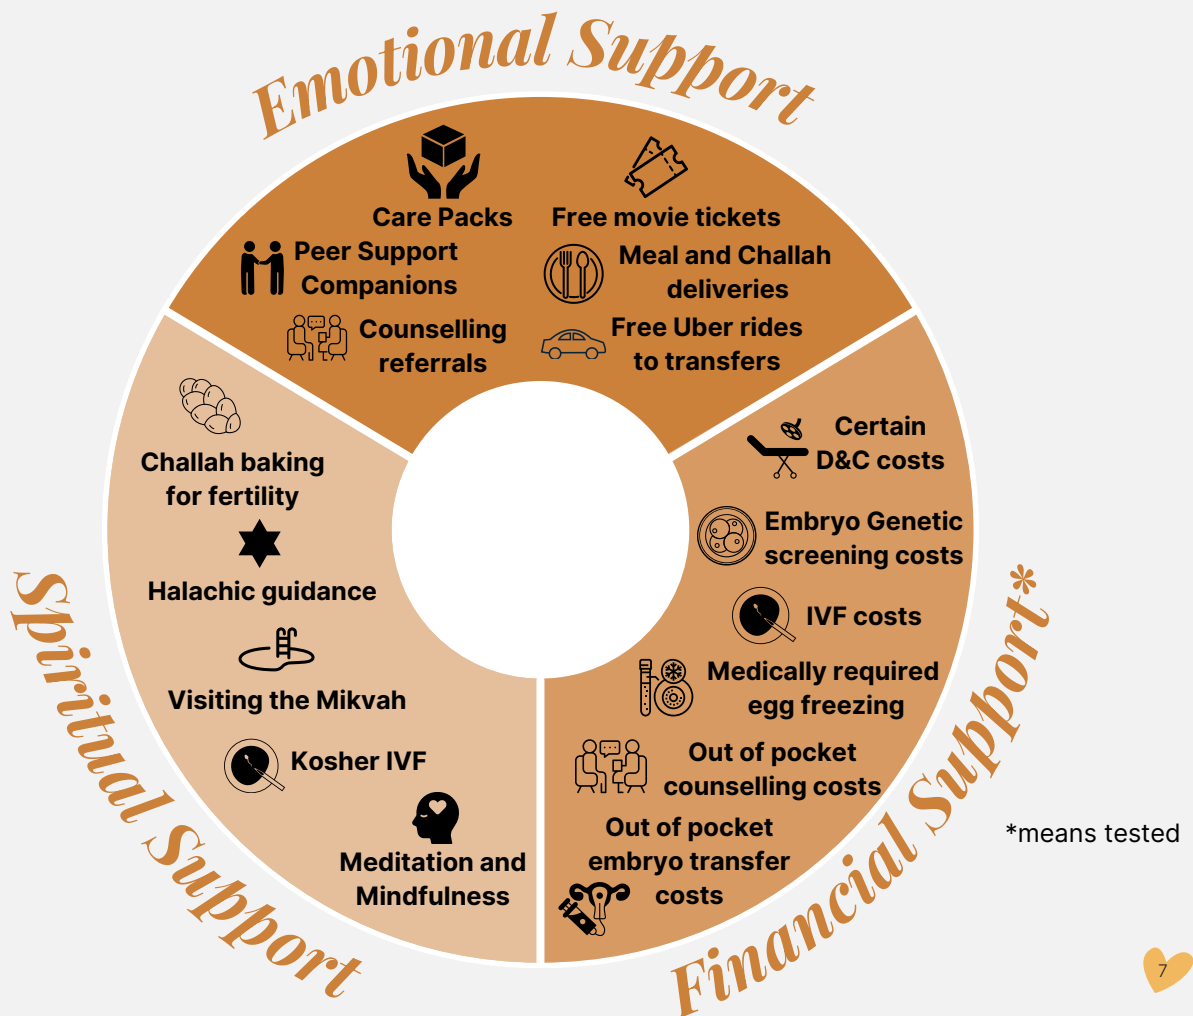 Emotional Support
Care Packs
Free movie tickets
Peer Support
Companions
Meal and Challah
deliveries
Counselling
referrals
Free Uber rides
to transfers
Spiritual Support
Challah baking
for fertility
Halachic guidance
Visiting the Mikvah
Kosher IVF
Meditation and
Mindfulness
Financial Support*
Certain
D&C costs
Embryo Genetic
screening costs
IVF costs
Medically required
egg freezing
Out of pocket
counselling costs
Out of pocket
embryo transfer
costs
*means tested
7